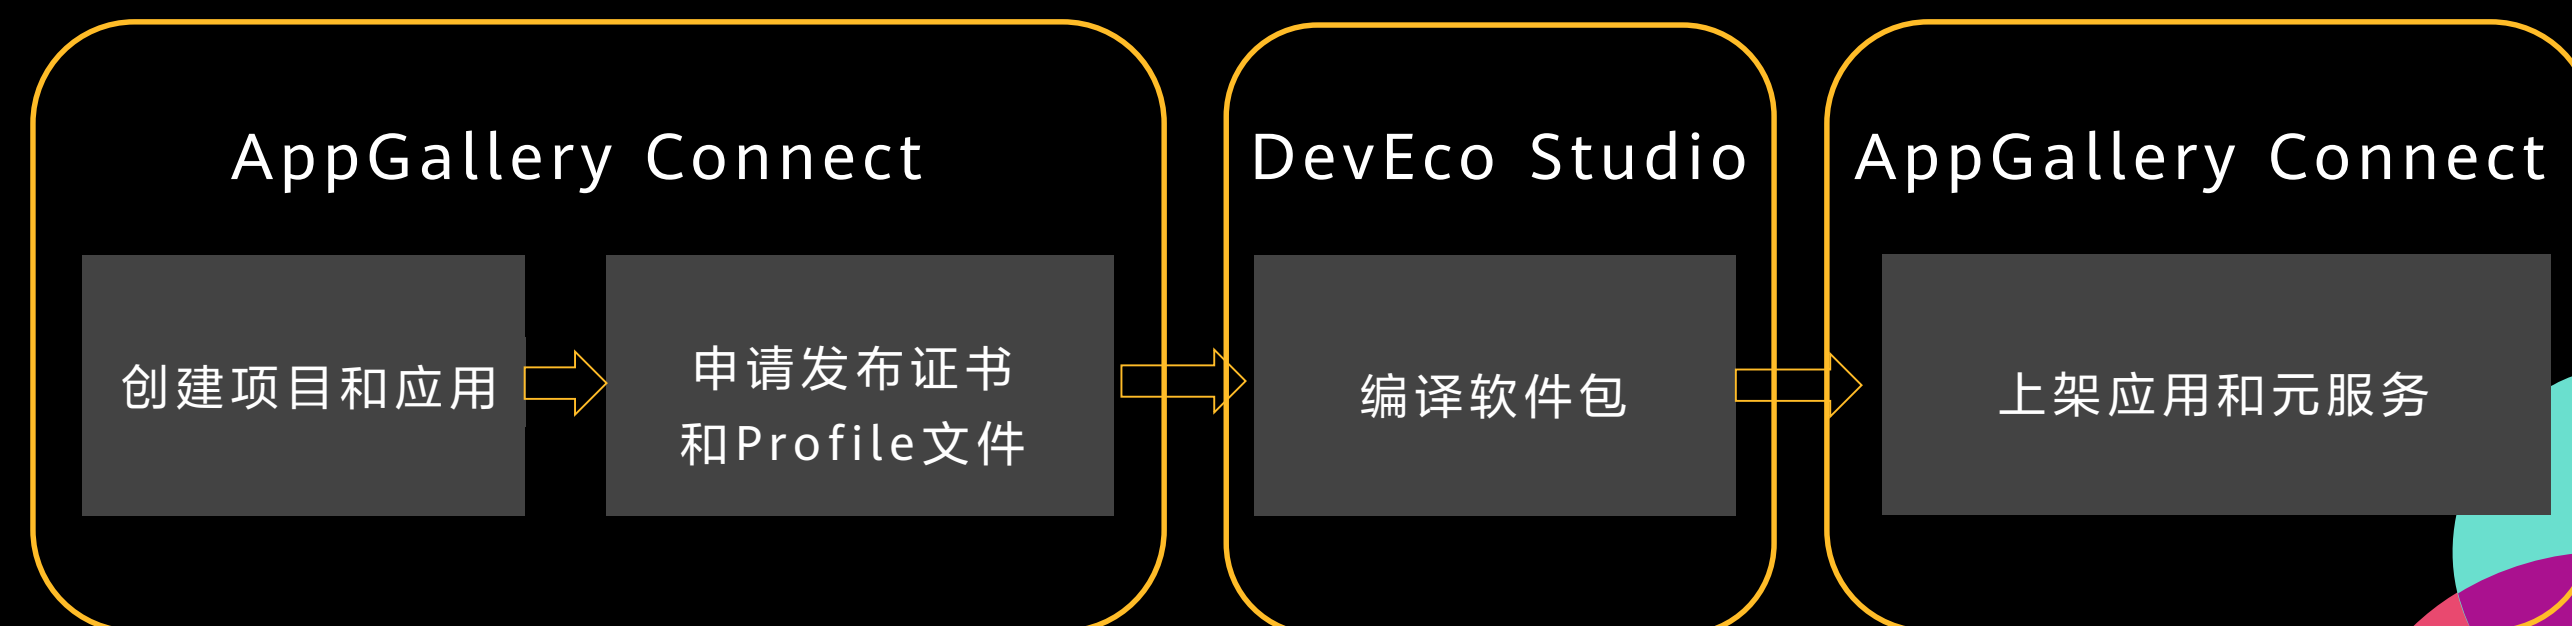 AppGallery Connect
创建项目和应用
申请发布证书
和Profile文件
DevEco Studio
编译软件包
AppGallery Connect
上架应用和元服务